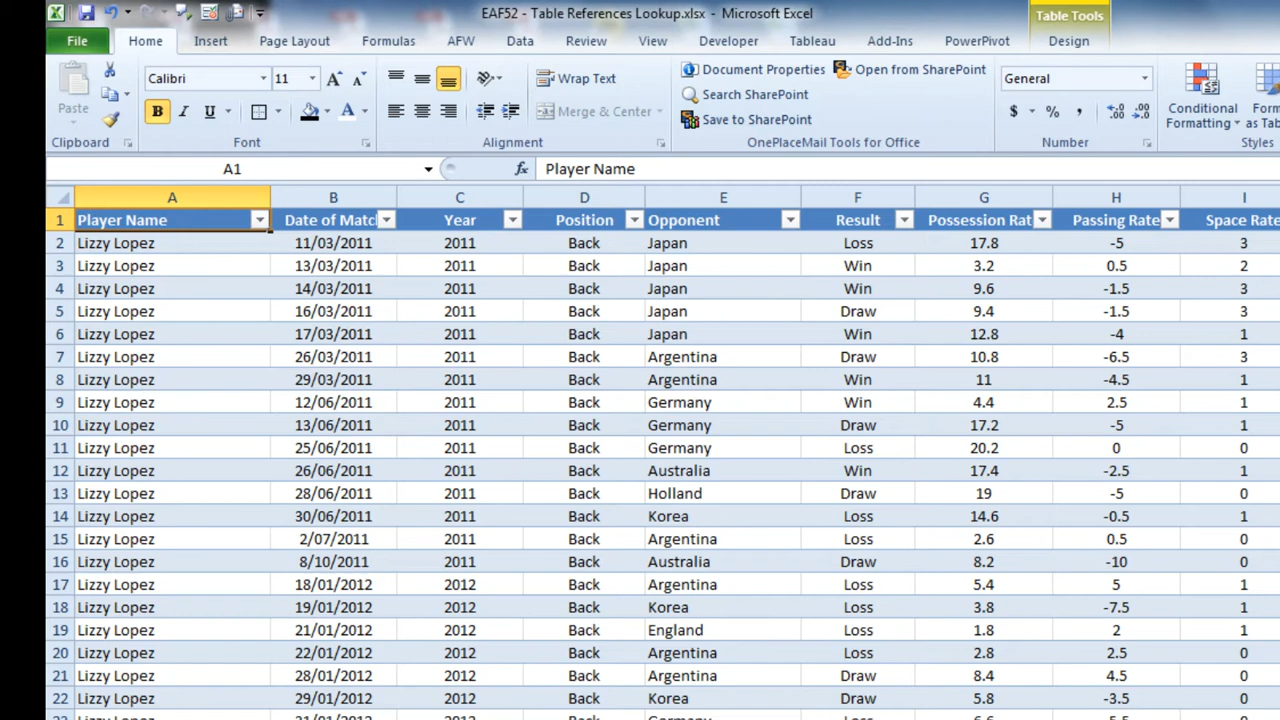 EAF52 - Table References Lookup.xlsx - Microsoft Excel
Table Tools
File Home Insert Page Layout Formulas AFW Data Review View Developer Tableau Add-Ins PowerPivot Design
Calibri 11 Wrap Text Document Properties Open from SharePoint General
Paste Search SharePoint Conditional
B I U A Merge & Center Save to SharePoint $ % , Formatting
Clipboard Font Alignment OnePlaceMail Tools for Office Number Styles
A1 fx Player Name
A B C D E F G H I
1 Player Name Date of Matc Year Position Opponent Result Possession Rat Passing Rate Space Rate
2 Lizzy Lopez 11/03/2011 2011 Back Japan Loss 17.8 -5 3
3 Lizzy Lopez 13/03/2011 2011 Back Japan Win 3.2 0.5 2
4 Lizzy Lopez 14/03/2011 2011 Back Japan Win 9.6 -1.5 3
5 Lizzy Lopez 16/03/2011 2011 Back Japan Draw 9.4 -1.5 3
6 Lizzy Lopez 17/03/2011 2011 Back Japan Win 12.8 -4 1
7 Lizzy Lopez 26/03/2011 2011 Back Argentina Draw 10.8 -6.5 3
8 Lizzy Lopez 29/03/2011 2011 Back Argentina Win 11 -4.5 1
9 Lizzy Lopez 12/06/2011 2011 Back Germany Win 4.4 2.5 1
10 Lizzy Lopez 13/06/2011 2011 Back Germany Draw 17.2 -5 1
11 Lizzy Lopez 25/06/2011 2011 Back Germany Loss 20.2 0 0
12 Lizzy Lopez 26/06/2011 2011 Back Australia Win 17.4 -2.5 1
13 Lizzy Lopez 28/06/2011 2011 Back Holland Draw 19 -5 0
14 Lizzy Lopez 30/06/2011 2011 Back Korea Loss 14.6 -0.5 1
15 Lizzy Lopez 2/07/2011 2011 Back Argentina Loss 2.6 0.5 0
16 Lizzy Lopez 8/10/2011 2011 Back Australia Draw 8.2 -10 0
17 Lizzy Lopez 18/01/2012 2012 Back Argentina Loss 5.4 5 1
18 Lizzy Lopez 19/01/2012 2012 Back Korea Loss 3.8 -7.5 1
19 Lizzy Lopez 21/01/2012 2012 Back England Loss 1.8 2 1
20 Lizzy Lopez 22/01/2012 2012 Back Argentina Loss 2.8 2.5 0
21 Lizzy Lopez 28/01/2012 2012 Back Argentina Draw 8.4 4.5 0
22 Lizzy Lopez 29/01/2012 2012 Back Korea Draw 5.8 -3.5 0